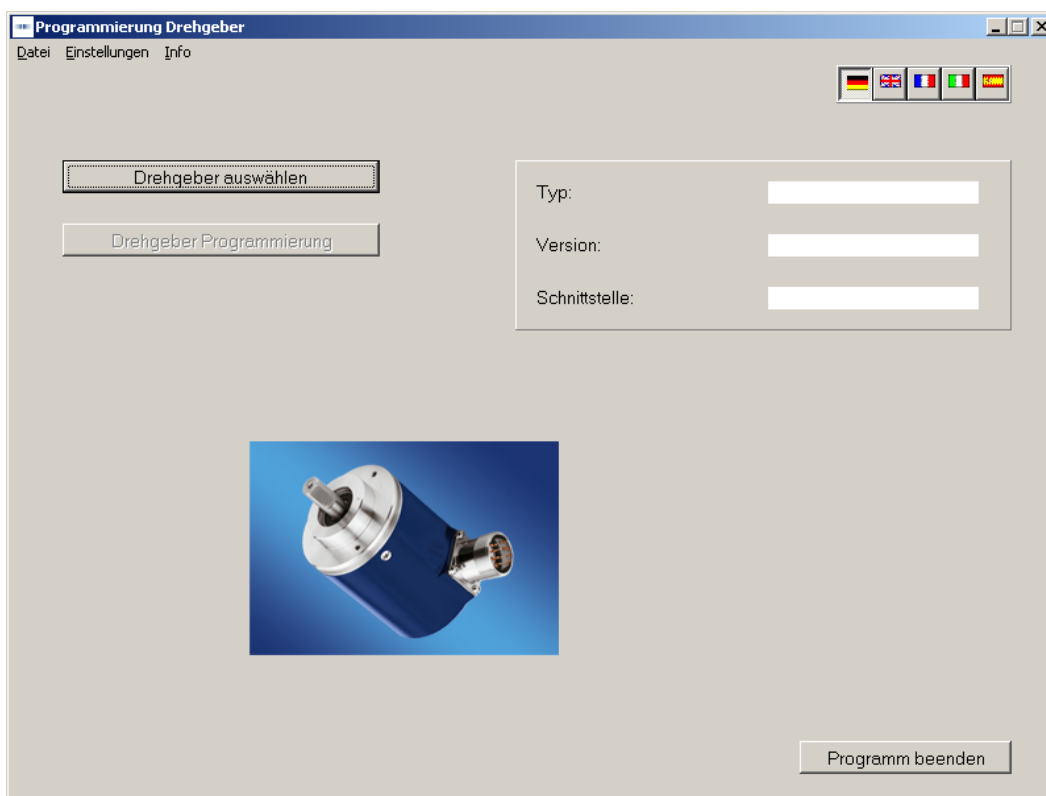 Programmierung Drehgeber
Datei Einstellungen Info
Drehgeber auswählen
Drehgeber Programmierung
Typ:
Version:
Schnittstelle:
Programm beenden